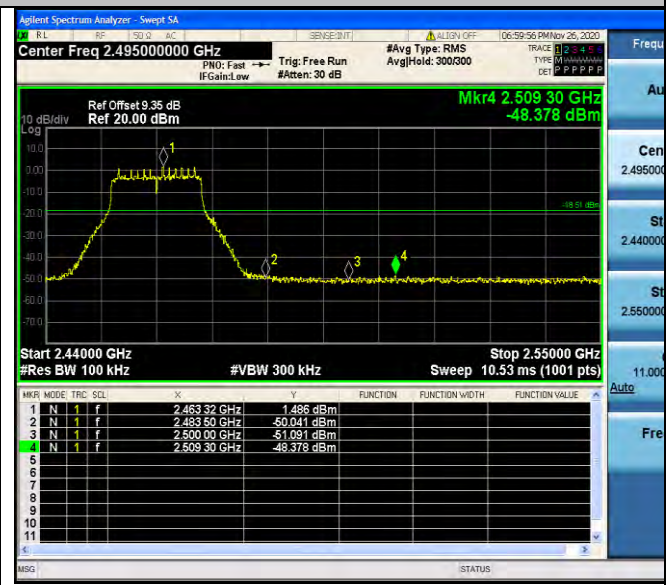 Agilent Spectrum Analyzer - Swept SA
RL RF 50 Ω AC SENSE:INT ALIGN OFF 06:59:56 PM Nov 26, 2020
Center Freq 2.495000000 GHz #Avg Type: RMS TRACE 1 2 3 4 5 6 Frequ
PNO: Fast Trig: Free Run Avg|Hold: 300/300 TYPE M
IFGain:Low #Atten: 30 dB DET P P P P P P
Au
Ref Offset 9.35 dB Mkr4 2.509 30 GHz
10 dB/div Ref 20.00 dBm -48.378 dBm
Log
10.0
0.00
-10.0
-20.0
-30.0
-40.0
-50.0
-60.0
-70.0
1
2
3
4
-18.51 dBm
Cen
2.495000
St
2.440000
St
2.550000
Start 2.44000 GHz Stop 2.55000 GHz
#Res BW 100 kHz #VBW 300 kHz Sweep 10.53 ms (1001 pts)
11.000
Auto
MKR MODE TRC SCL X Y FUNCTION FUNCTION WIDTH FUNCTION VALUE
1 N 1 f 2.463 32 GHz 1.486 dBm
2 N 1 f 2.483 50 GHz -50.041 dBm
3 N 1 f 2.500 00 GHz -51.091 dBm
4 N 1 f 2.509 30 GHz -48.378 dBm
5
6
7
8
9
10
11
Fre
MSG STATUS